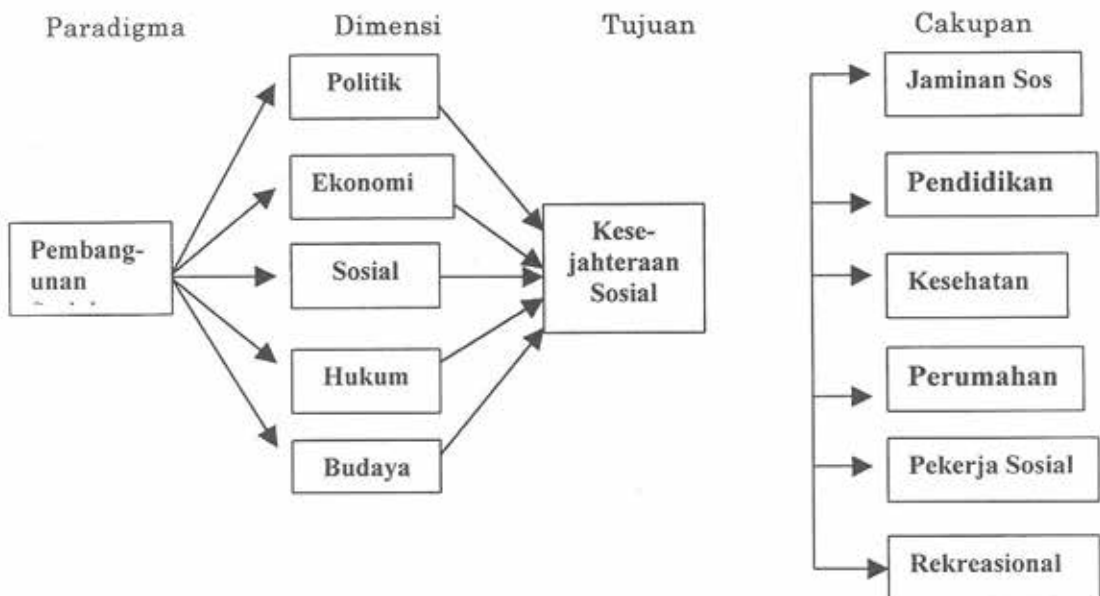 Paradigma
Dimensi
Tujuan
Cakupan
Politik
Ekonomi
Sosial
Hukum
Budaya
Pembang-
unan
Kese-
jahteraan
Sosial
Jaminan Sos
Pendidikan
Kesehatan
Perumahan
Pekerja Sosial
Rekreasional